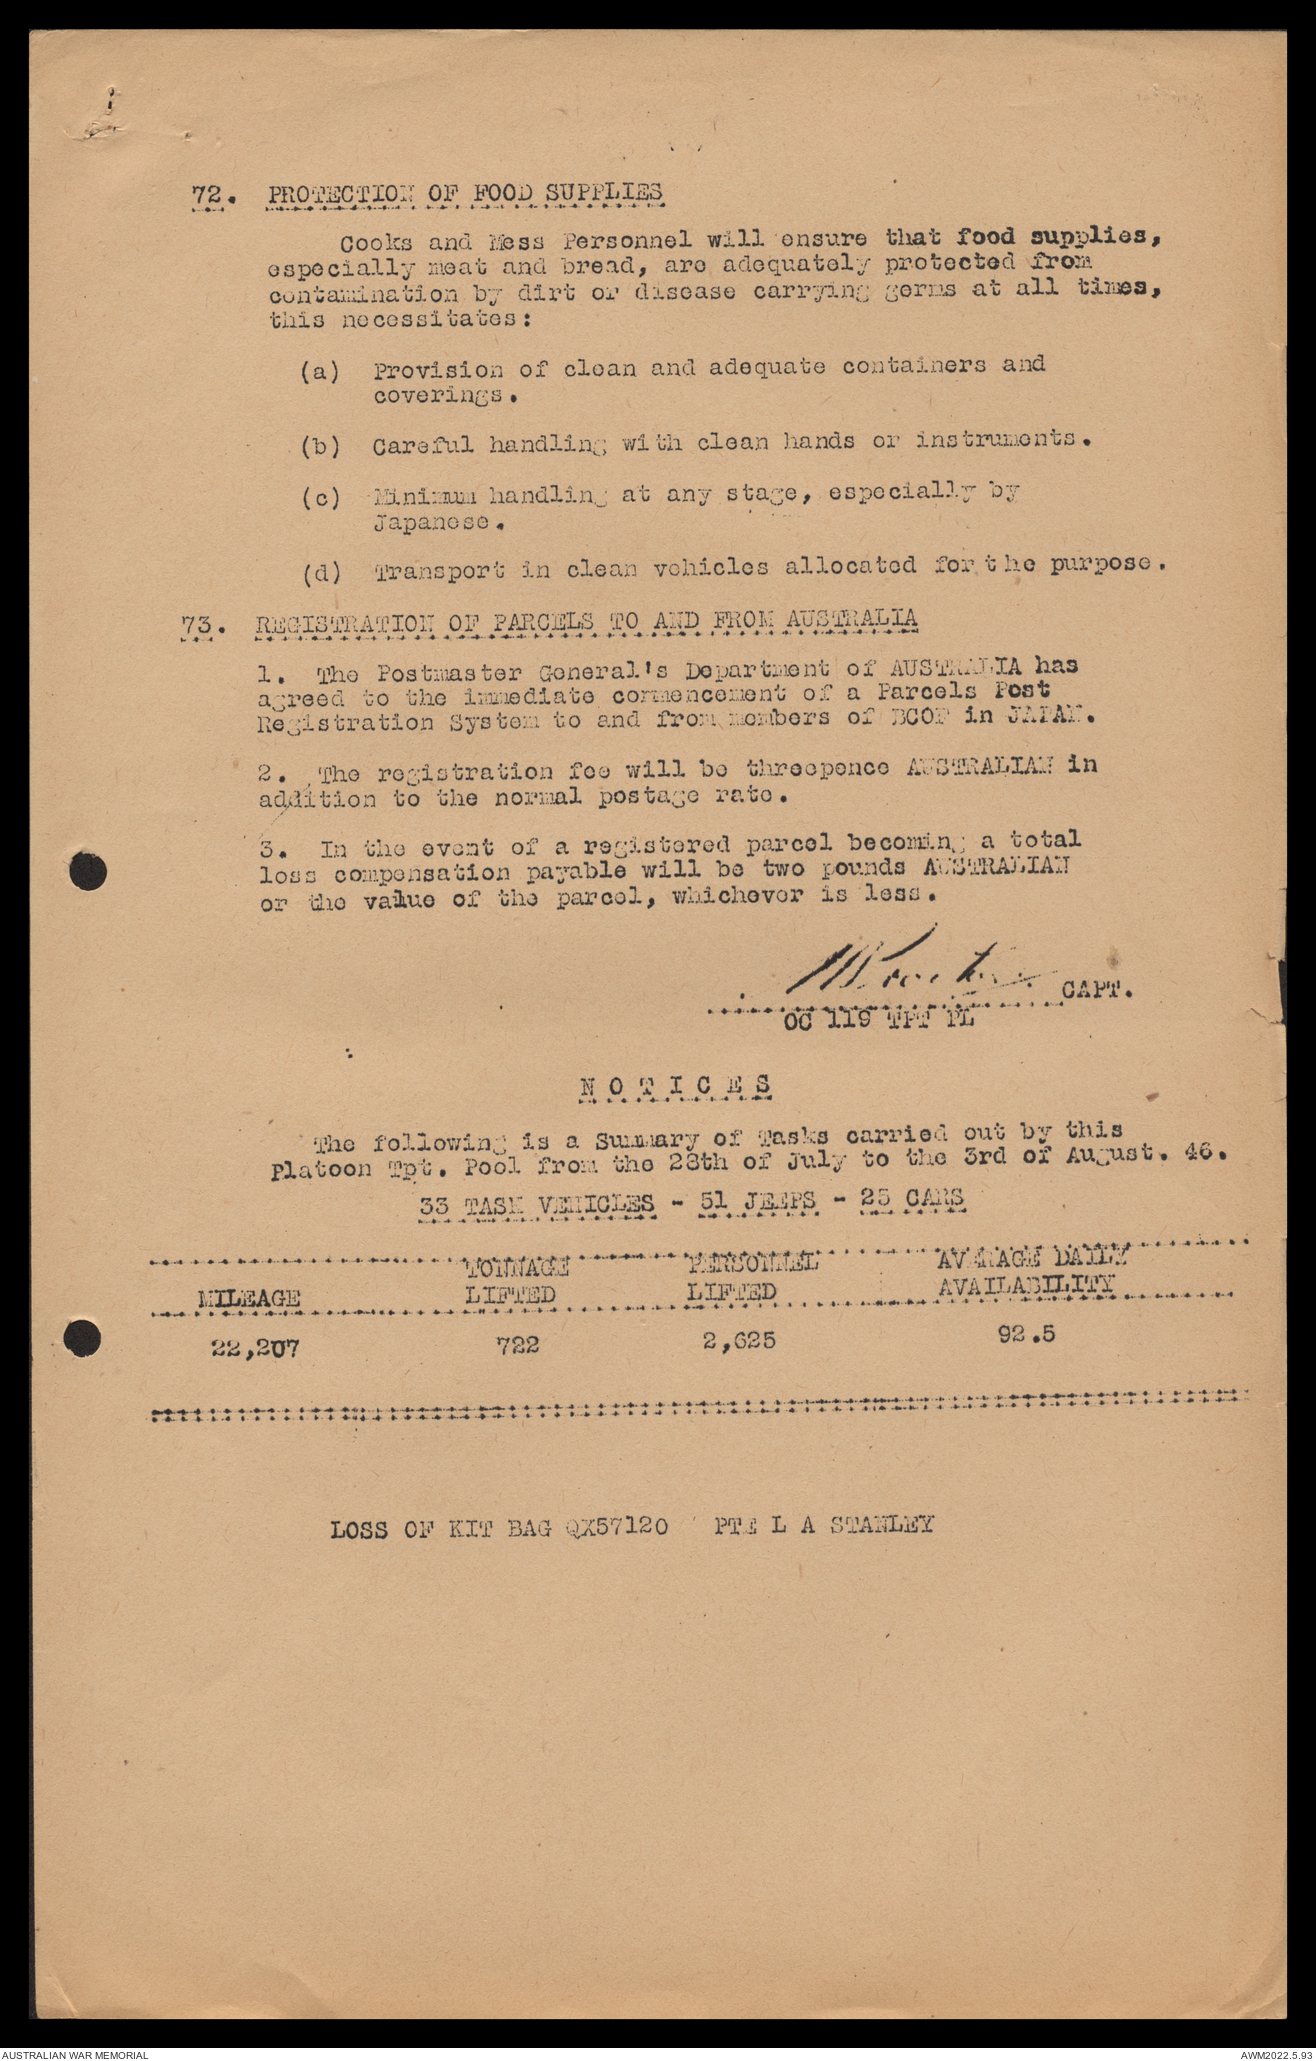 72. PROTECTION OF FOOD SUPPLIES
Cooks and Mess Personnel will ensure that food supplies,
especially meat and bread, are adequately protected from
contamination by dirt or disease carrying germs at all times,
this necessitates:
(a) Provision of clean and adequate containers and
coverings.
(b) Careful handling with clean hands or instruments.
(c) Minimum handling at any stage, especially by
Japanese.
(d) Transport in clean vehicles allocated for the purpose.
73. REGISTRATION OF PARCELS TO AND FROM AUSTRALIA
1. The Postmaster General's Department of AUSTRALIA has
agreed to the immediate commencement of a Parcels Post
Registration System to and from members of BCOF in JAPAN.
2. The registration fee will be threepence AUSTRALIAN in
addition to the normal postage rate.
3. In the event of a registered parcel becoming a total
loss compensation payable will be two pounds AUSTRALIAN
or the value of the parcel, whichever is less.
CAPT.
OC 119 TPT PL
N O T I C E S
The following is a Summary of Tasks carried out by this
Platoon Tpt. Pool from the 28th of July to the 3rd of August. 46.
33 TASK VEHICLES - 51 JEEPS - 25 CARS
MILEAGE TONNAGE LIFTED PERSONNEL LIFTED AVERAGE DAILY AVAILABILITY
22,207 722 2,625 92.5
LOSS OF KIT BAG QX57120 PTE L A STANLEY
AUSTRALIAN WAR MEMORIAL
AWM2022.5.93